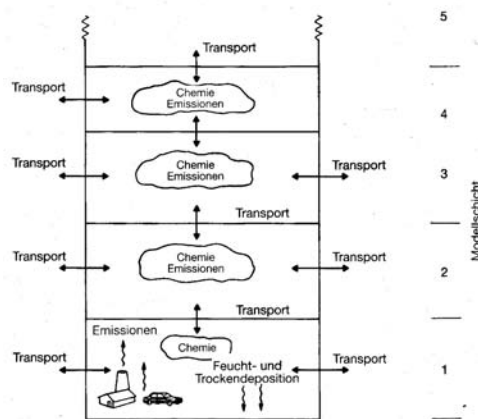 5
Transport
Transport
Chemie
Emissionen
4
Transport
Chemie
Emissionen
Transport
3
Transport
Modellschicht
Transport
Chemie
Emissionen
Transport
2
Transport
Emissionen
Chemie
Transport
Feucht- und
Trockendeposition
Transport
1